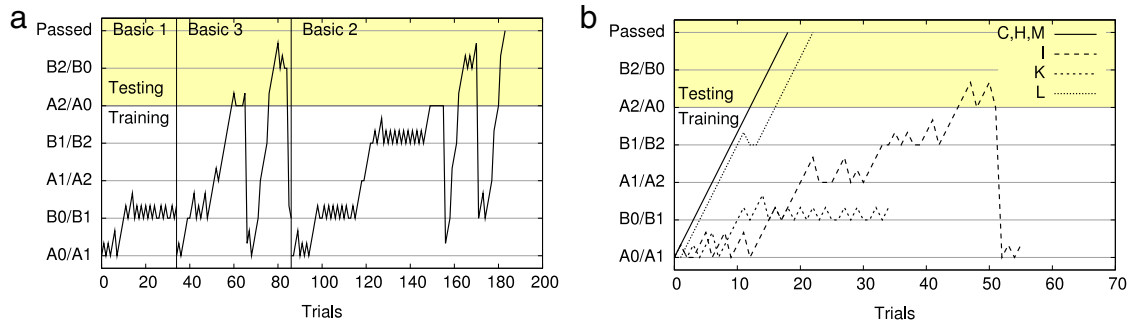 a
Passed
B2/B0
A2/A0
B1/B2
A1/A2
B0/B1
A0/A1
Basic 1
Basic 3
Basic 2
Testing
Training
0 20 40 60 80 100 120 140 160 180 200
Trials
b
Passed
B2/B0
A2/A0
B1/B2
A1/A2
B0/B1
A0/A1
Testing
Training
C,H,M
I
K
L
0 10 20 30 40 50 60 70
Trials